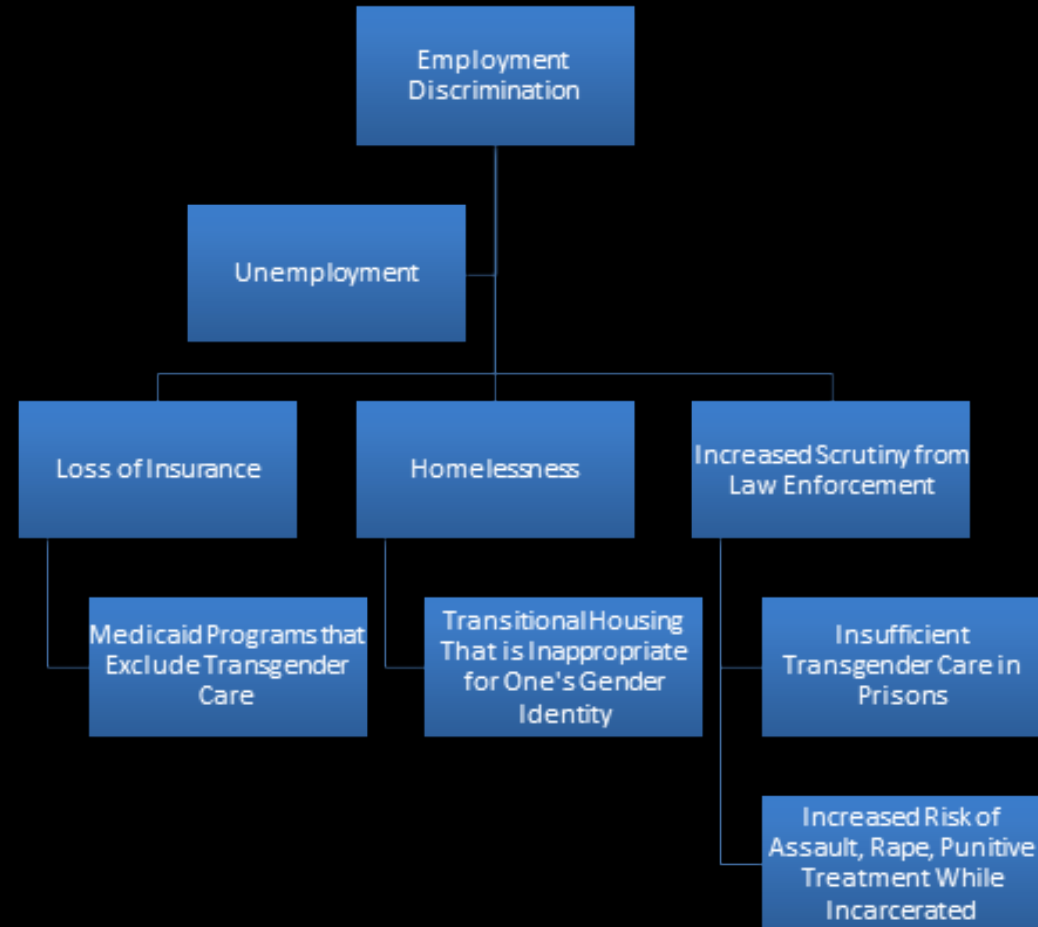 Employment
Discrimination
Unemployment
Loss of Insurance
Homelessness
Increased Scrutiny from
Law Enforcement
Medicaid Programs that
Exclude Transgender
Care
Transitional Housing
That is Inappropriate
for One's Gender
Identity
Insufficient
Transgender Care in
Prisons
Increased Risk of
Assault, Rape, Punitive
Treatment While
Incarcerated